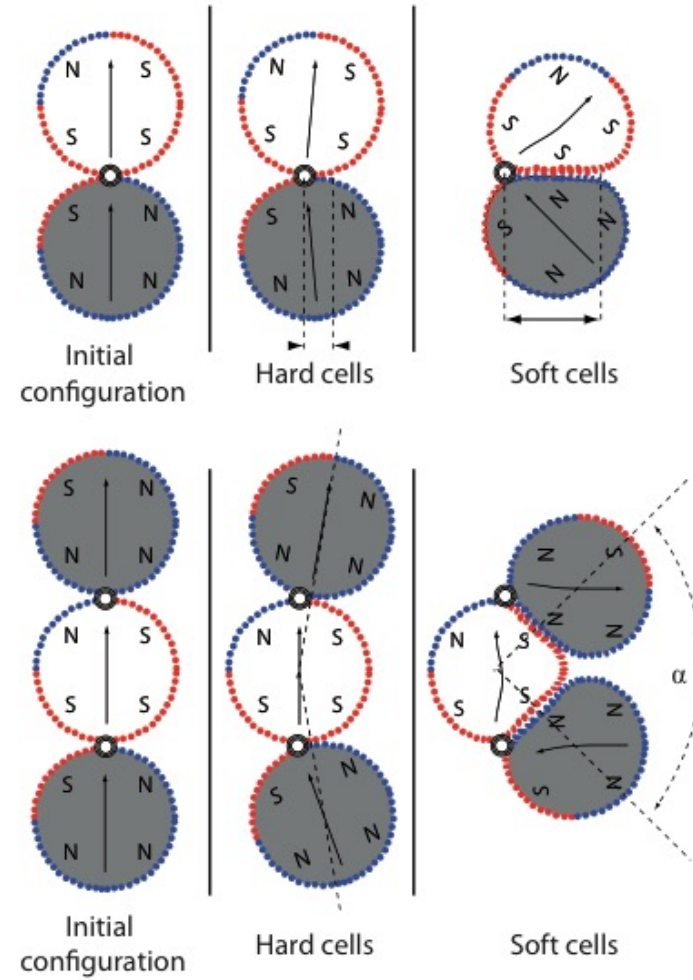 N S N S N
S S S S S S
S
S N S N N N
S
N N N N N
Initial
configuration
Hard cells
Soft cells
S N S N
N N N N N S
N N
N S N S N S
S
α
S S S S S S
N N
S N S N N
N N N N S N
Initial
configuration
Hard cells
Soft cells